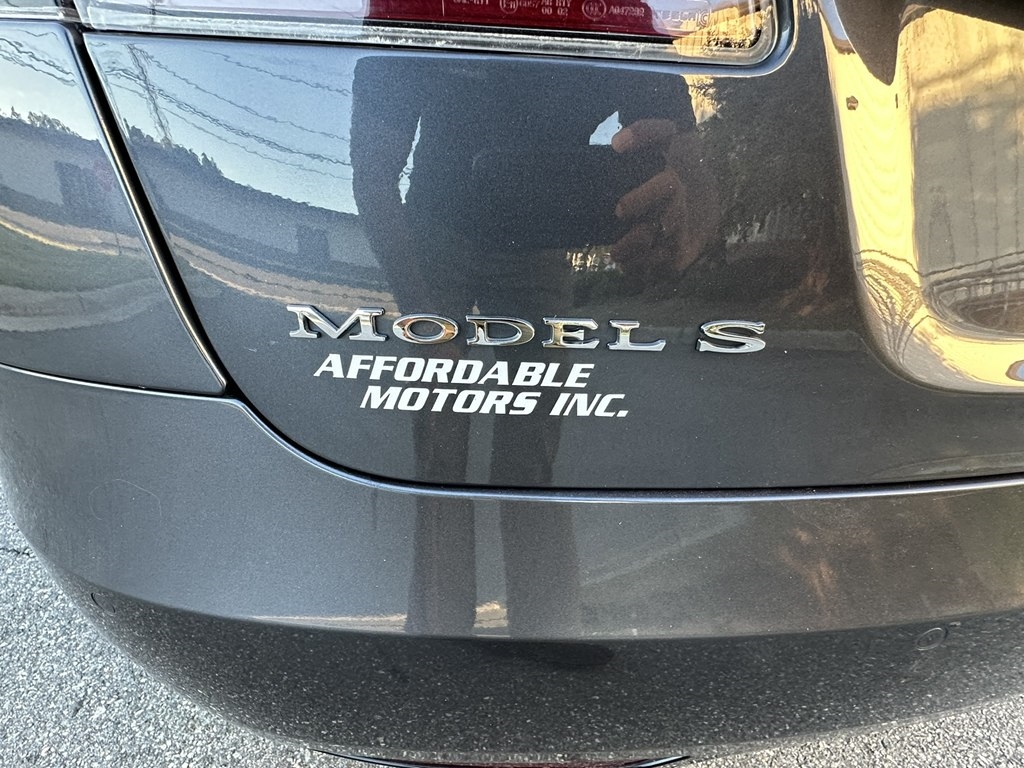 MODEL S
AFFORDABLE
MOTORS INC.